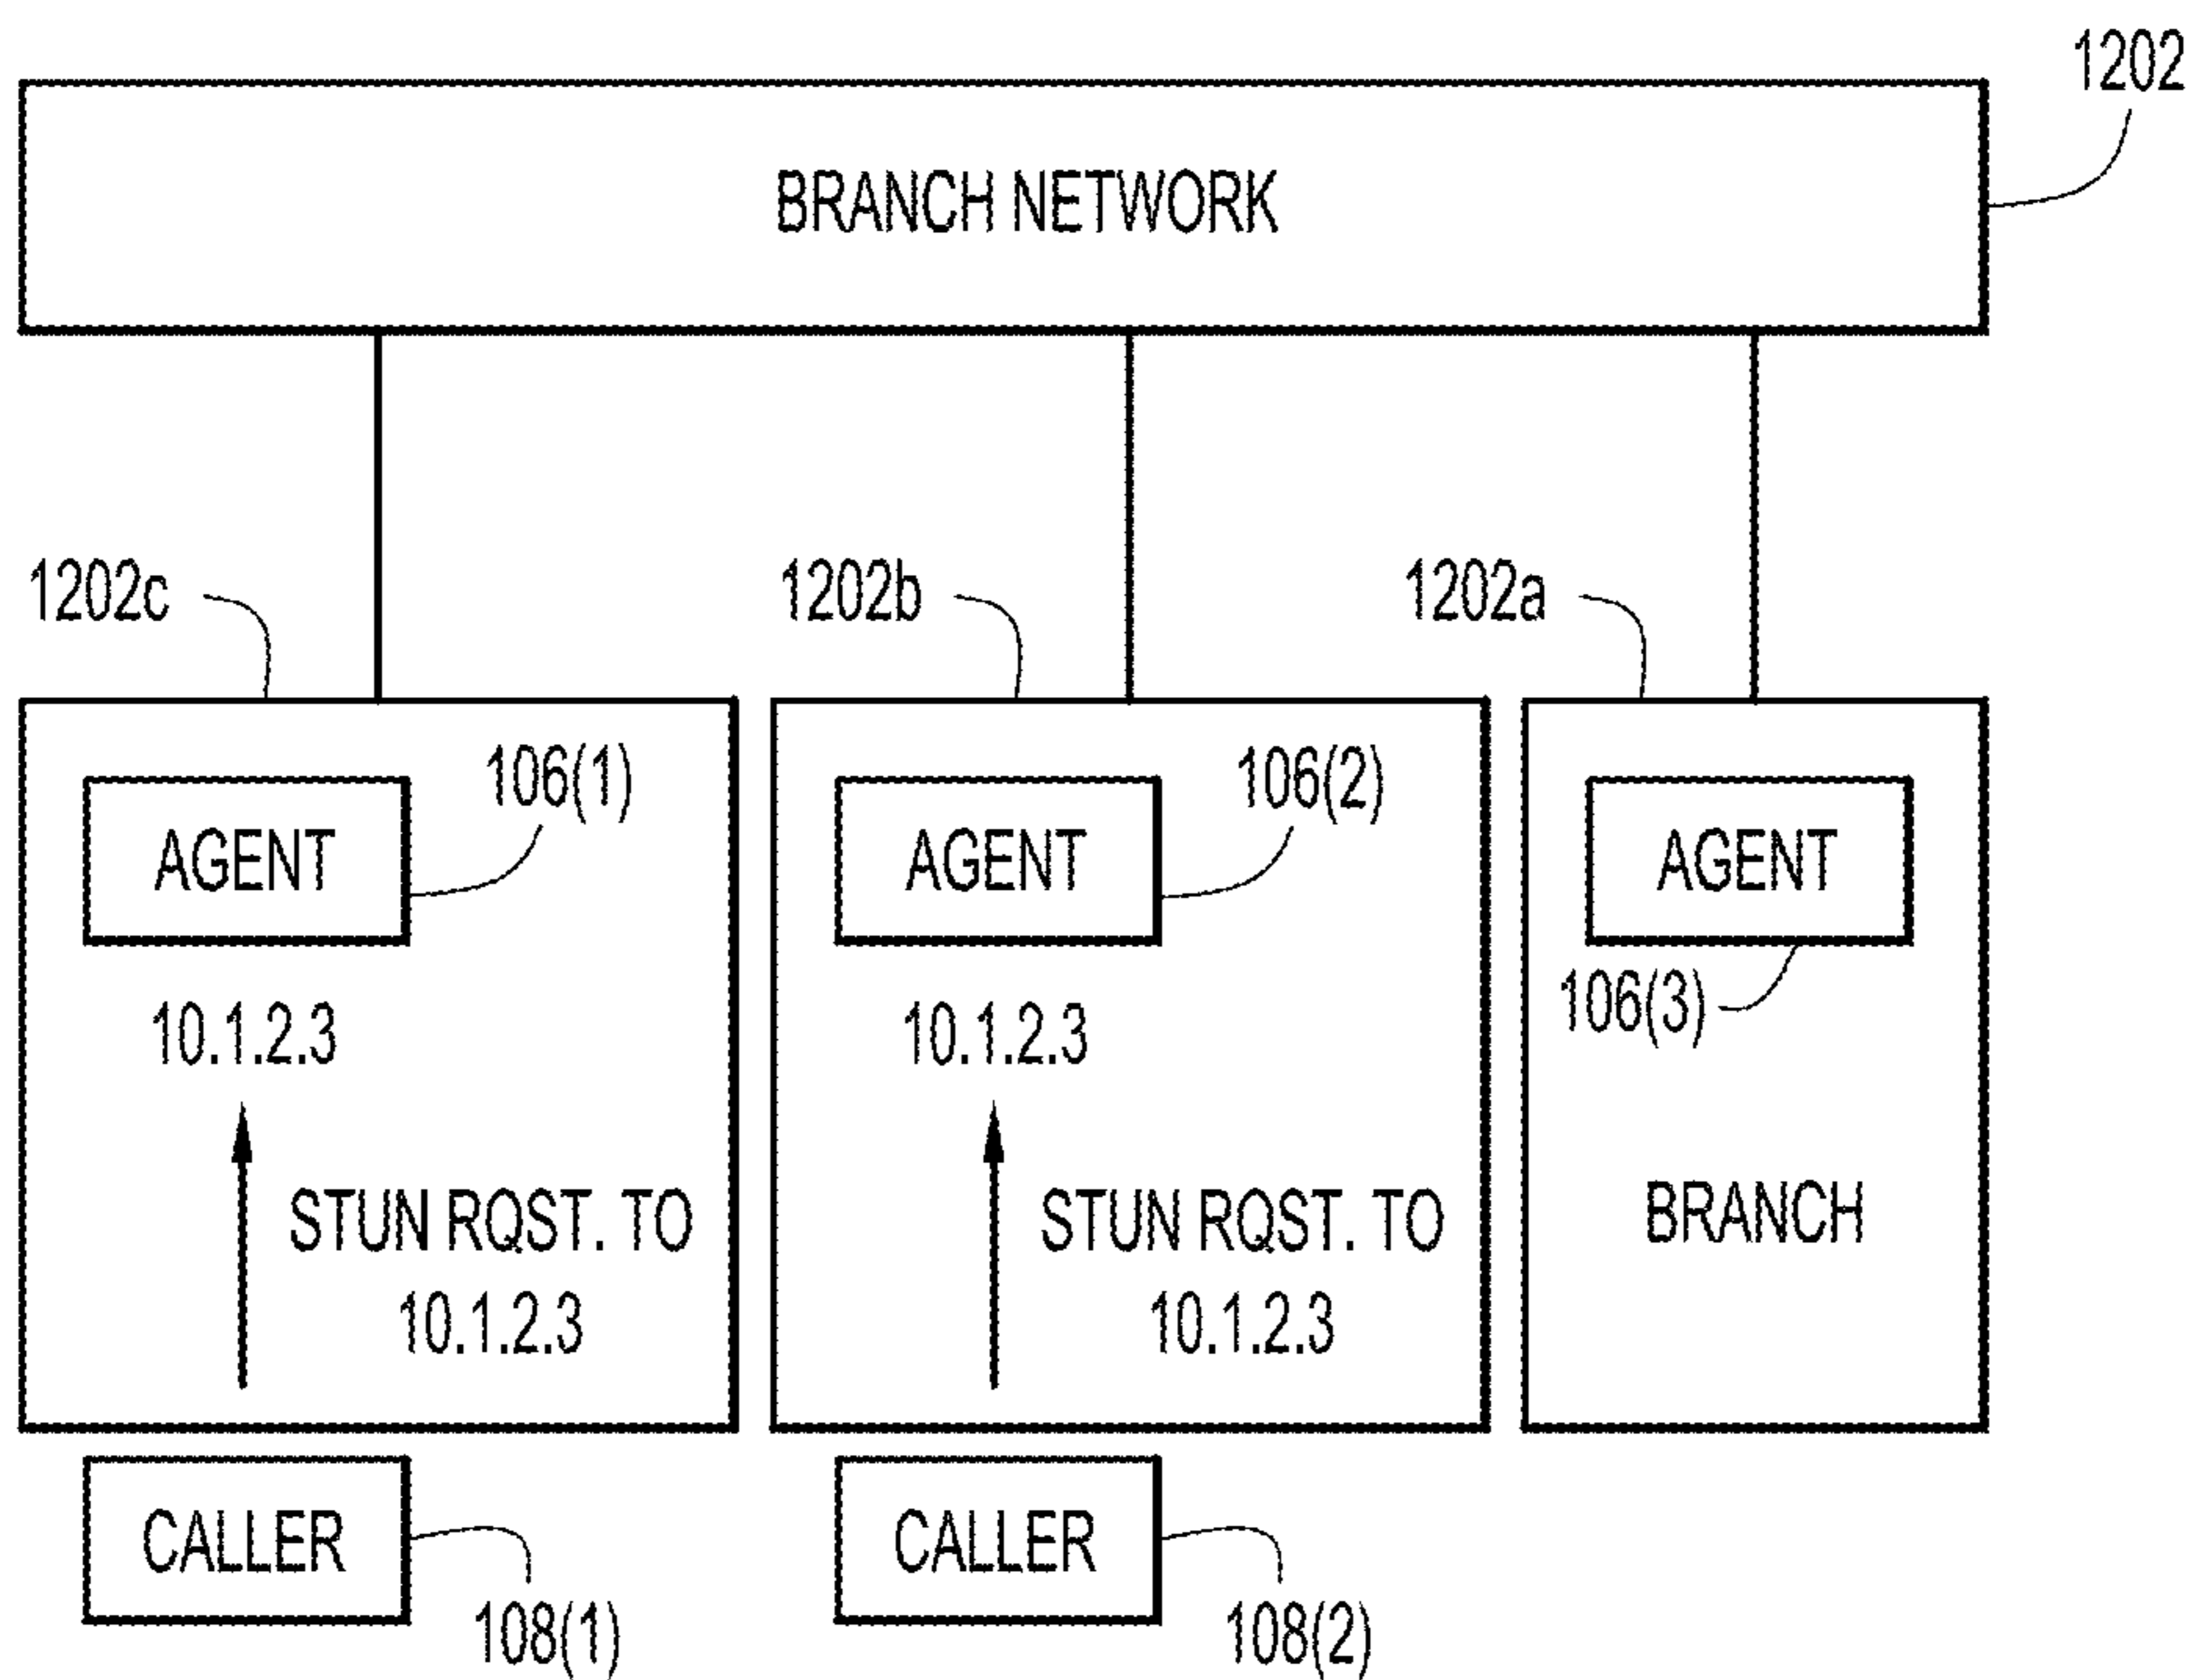 1202
BRANCH NETWORK
1202c
1202b
1202a
106(1)
AGENT
10.1.2.3
STUN RQST. TO
10.1.2.3
106(2)
AGENT
10.1.2.3
STUN RQST. TO
10.1.2.3
AGENT
106(3)
BRANCH
CALLER
108(1)
CALLER
108(2)